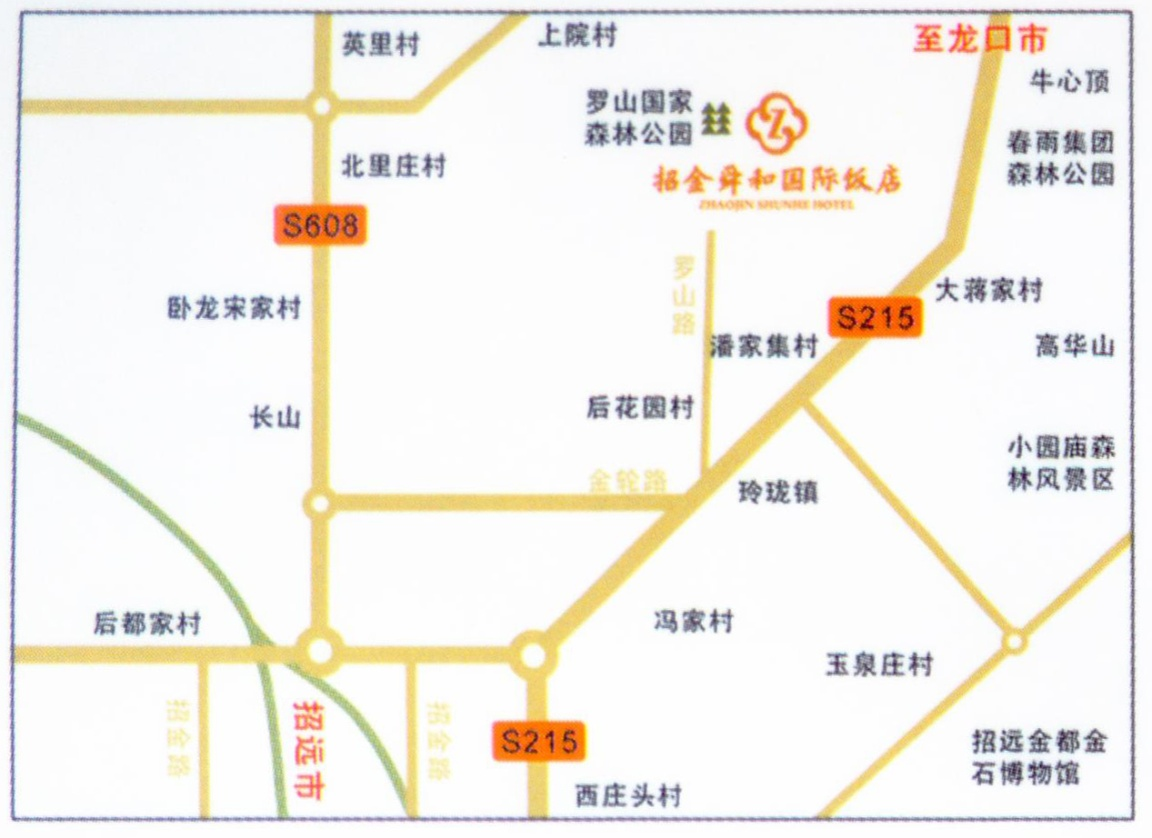 英里村
上院村
至龙口市
牛心顶
罗山国家
森林公园
Z
春雨集团
森林公园
北里庄村
招金舜和国际饭店
ZHAOJIN SHUNHE HOTEL
S608
罗山路
大蒋家村
卧龙宋家村
S215
潘家集村
高华山
长山
后花园村
小园庙森
林风景区
金轮路
玲珑镇
后都家村
冯家村
玉泉庄村
招金路
招远市
招金路
S215
招远金都金
石博物馆
西庄头村